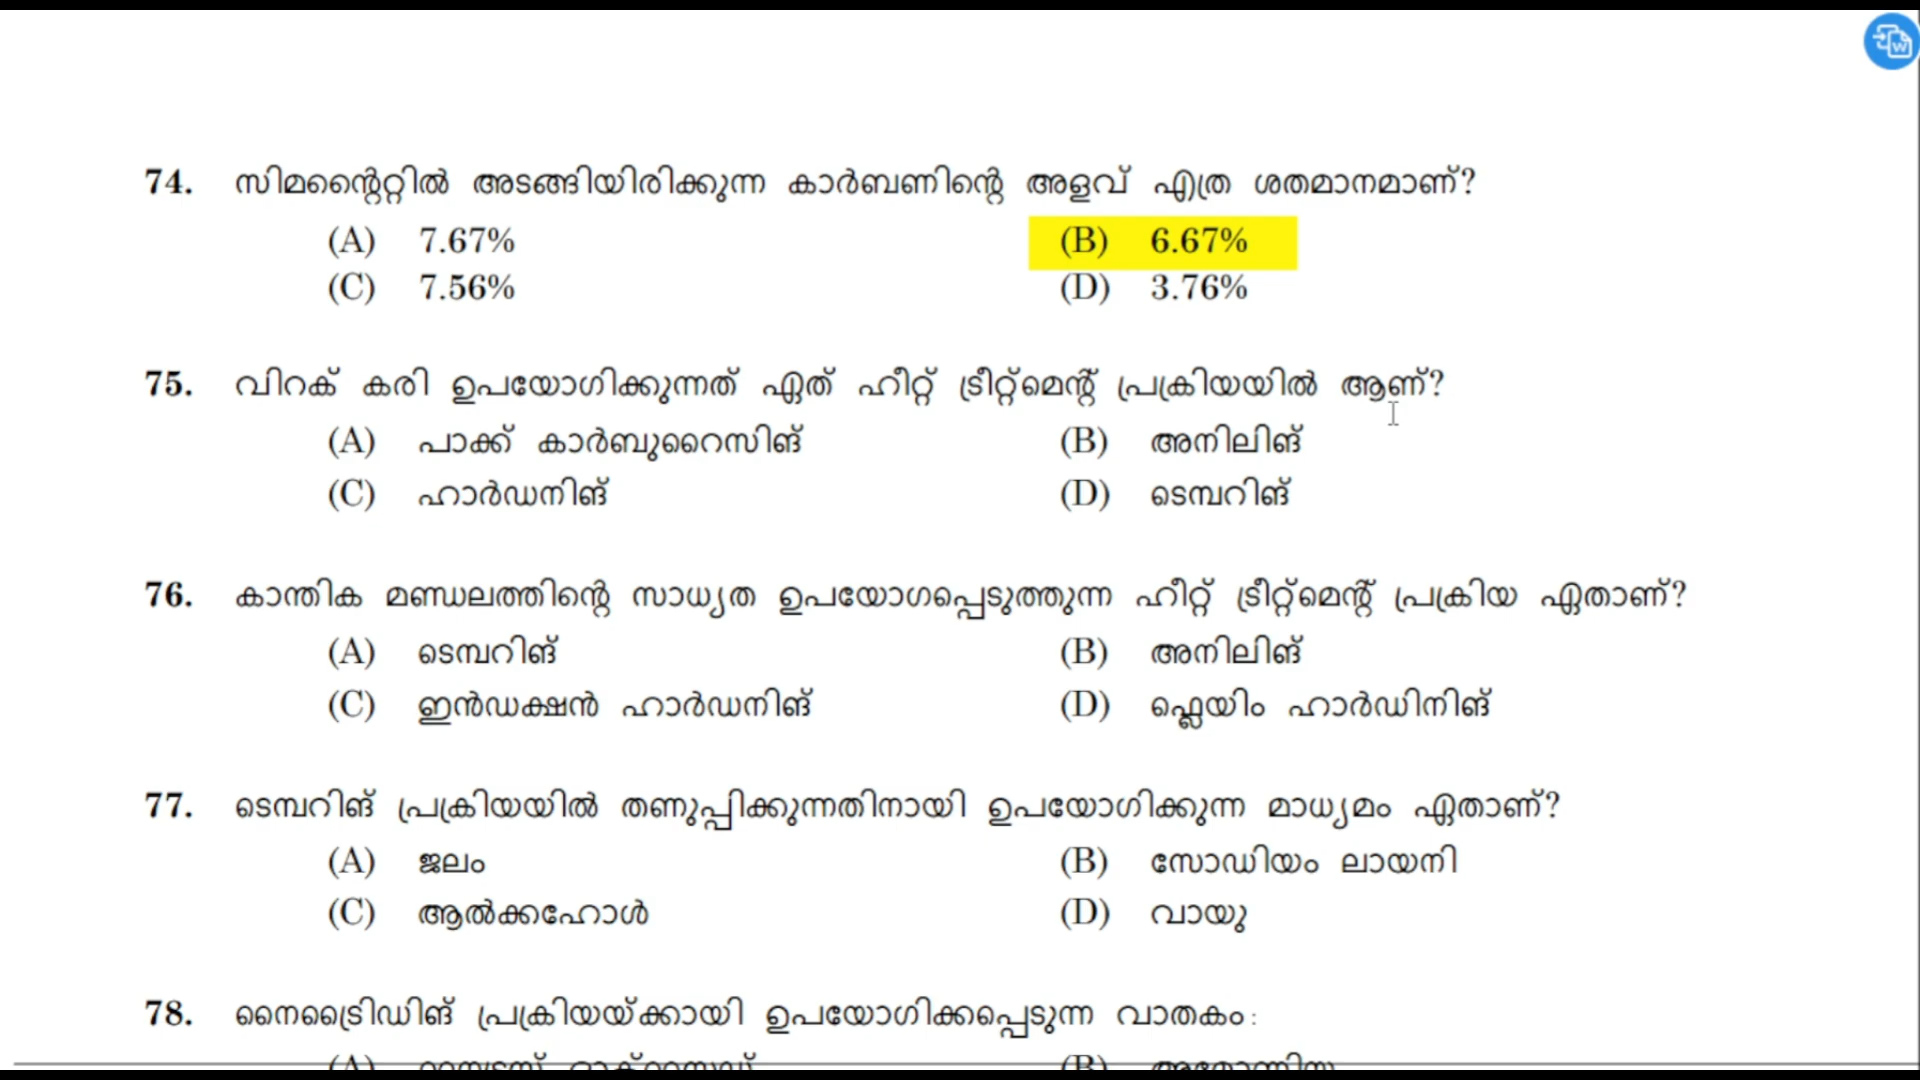 74. സിമന്റൈറ്റിൽ അടങ്ങിയിരിക്കുന്ന കാർബണിന്റെ അളവ് എത്ര ശതമാനമാണ്?
(A) 7.67% (B) 6.67%
(C) 7.56% (D) 3.76%
75. വിറക് കരി ഉപയോഗിക്കുന്നത് ഏത് ഹീറ്റ് ട്രീറ്റ്മെന്റ് പ്രക്രിയയിൽ ആണ്?
(A) പാക്ക് കാർബുറൈസിങ് (B) അനിലിങ്
(C) ഹാർഡനിങ് (D) ടെമ്പറിങ്
76. കാന്തിക മണ്ഡലത്തിന്റെ സാധ്യത ഉപയോഗപ്പെടുത്തുന്ന ഹീറ്റ് ട്രീറ്റ്മെന്റ് പ്രക്രിയ ഏതാണ്?
(A) ടെമ്പറിങ് (B) അനിലിങ്
(C) ഇൻഡക്ഷൻ ഹാർഡനിങ് (D) ഫ്ലെയിം ഹാർഡിനിങ്
77. ടെമ്പറിങ് പ്രക്രിയയിൽ തണുപ്പിക്കുന്നതിനായി ഉപയോഗിക്കുന്ന മാധ്യമം ഏതാണ്?
(A) ജലം (B) സോഡിയം ലായനി
(C) ആൽക്കഹോൾ (D) വായു
78. നൈട്രൈഡിങ് പ്രക്രിയയ്ക്കായി ഉപയോഗിക്കപ്പെടുന്ന വാതകം:
(A) (B) അമോണിയ